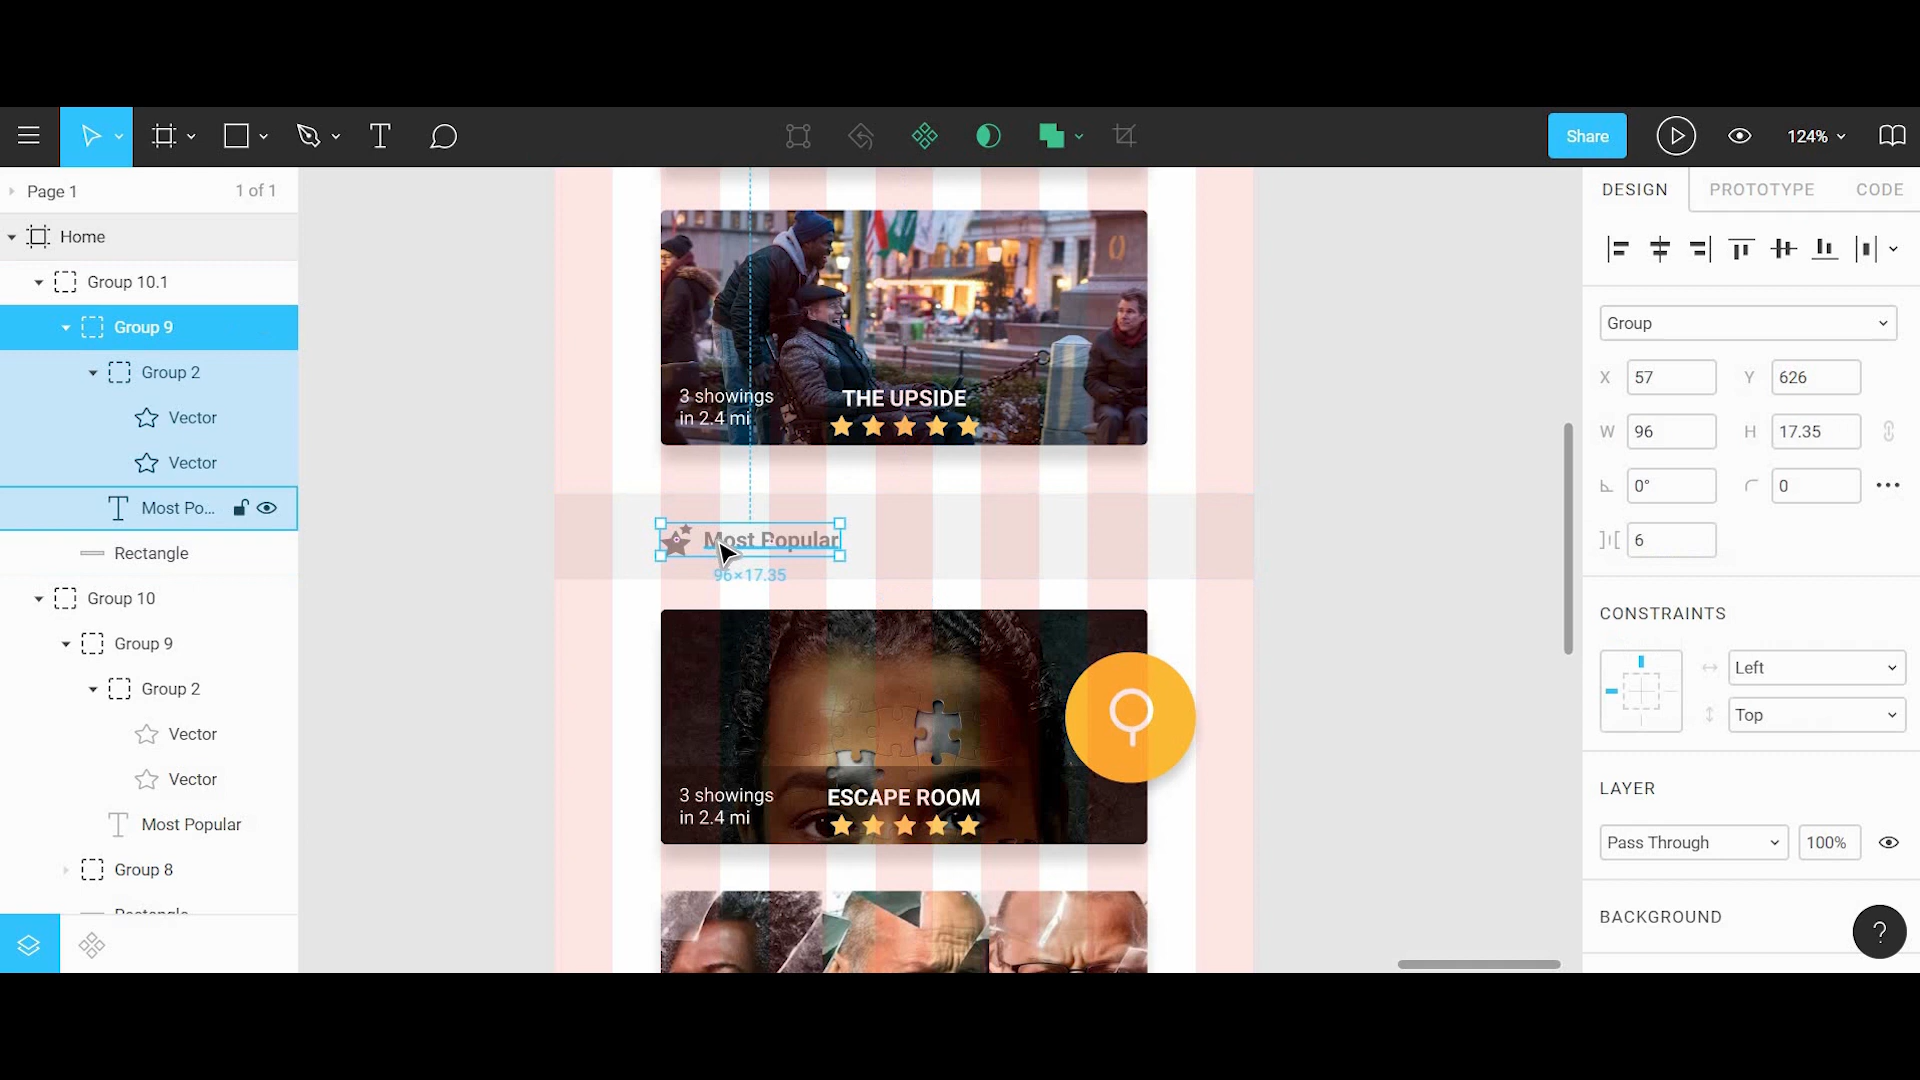 Share
124%
Page 1
1 of 1
Home
Group 10.1
Group 9
Group 2
Vector
Vector
Most Po...
Rectangle
Group 10
Group 9
Group 2
Vector
Vector
Most Popular
Group 8
Rectangle
3 showings
in 2.4 mi
THE UPSIDE
Most Popular
96×17.35
3 showings
in 2.4 mi
ESCAPE ROOM
DESIGN
PROTOTYPE
CODE
Group
X 57
Y 626
W 96
H 17.35
0°
0
6
CONSTRAINTS
Left
Top
LAYER
Pass Through
100%
BACKGROUND
?